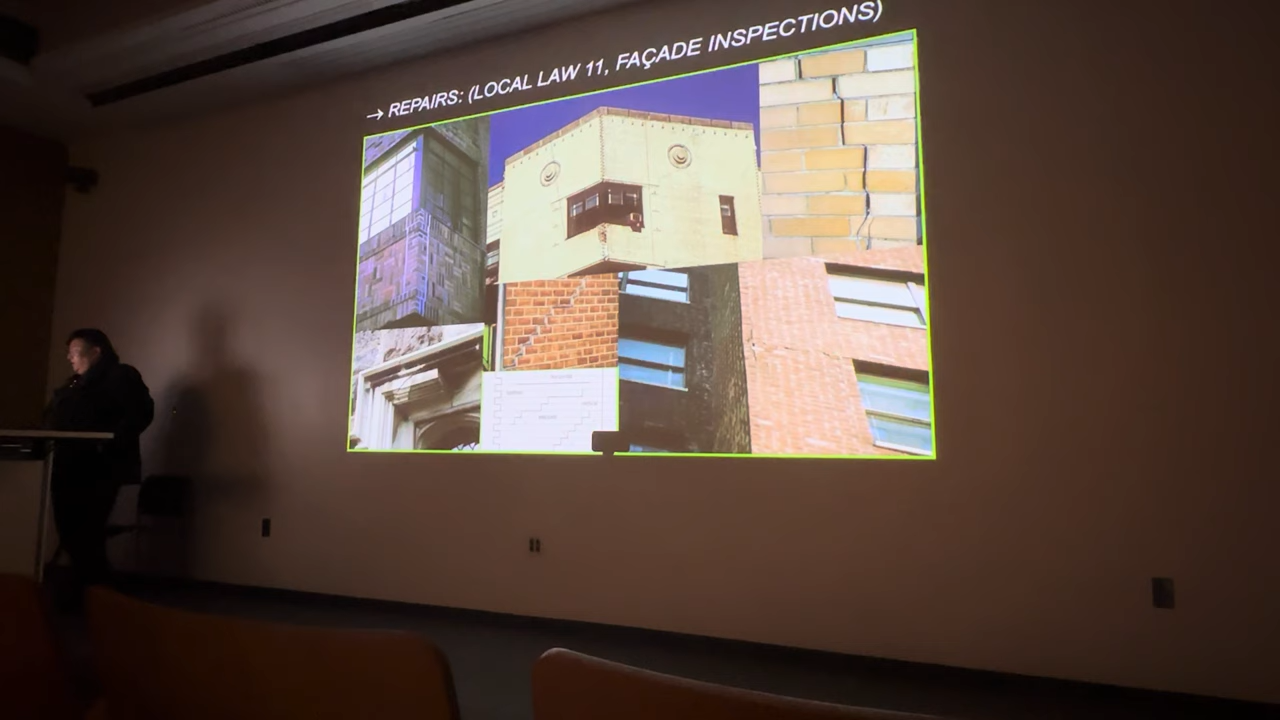 → REPAIRS: (LOCAL LAW 11, FAÇADE INSPECTIONS)